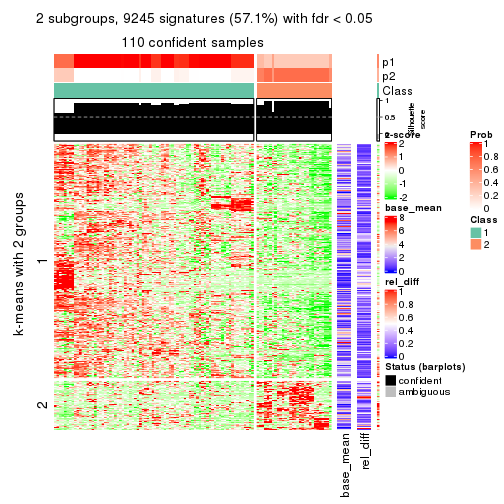 2 subgroups, 9245 signatures (57.1%) with fdr < 0.05
110 confident samples
p1
p2
Class
1
0.5
0
Silhouette
score
k-means with 2 groups
1
2
base_mean
rel_diff
z-score
2
1
0
-1
-2
base_mean
8
6
4
2
0
rel_diff
1
0.8
0.6
0.4
0.2
0
Status (barplots)
confident
ambiguous
Prob
1
0.8
0.6
0.4
0.2
0
Class
1
2